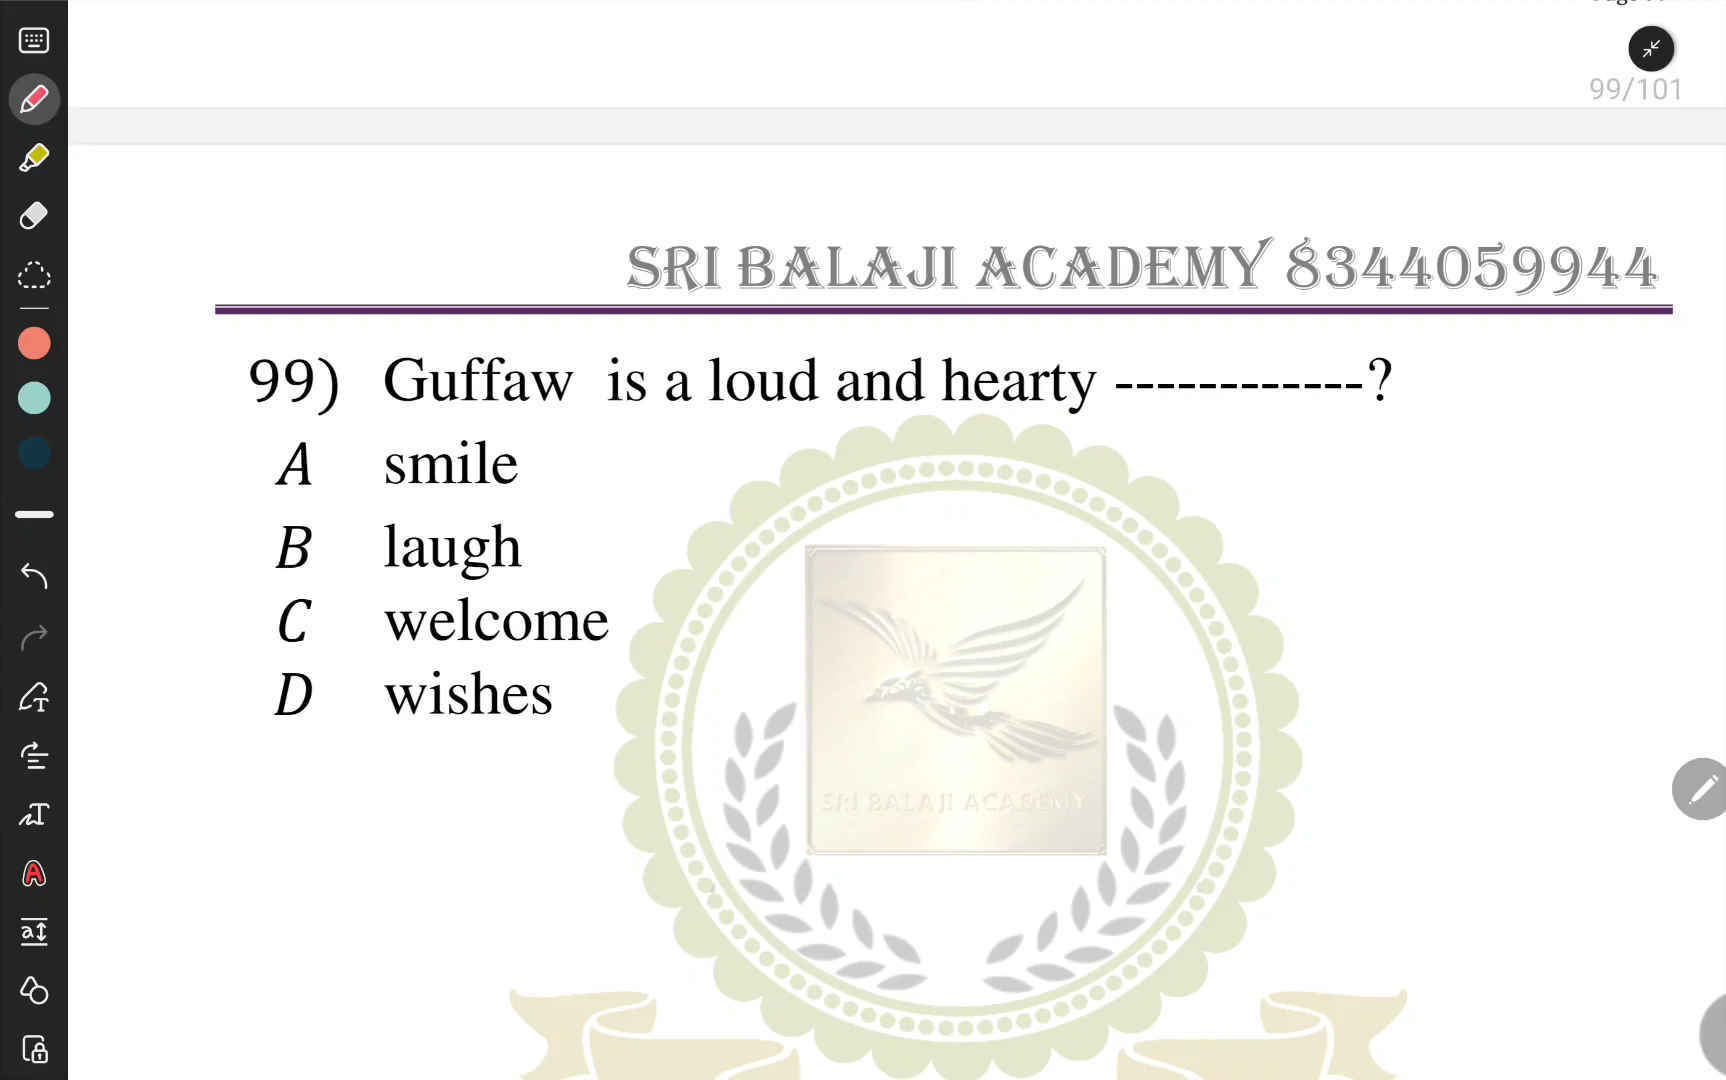 99/101
SRI BALAJI ACADEMY 8344059944
99) Guffaw is a loud and hearty ------------?
A smile
B laugh
C welcome
D wishes
SRI BALAJI ACADEMY